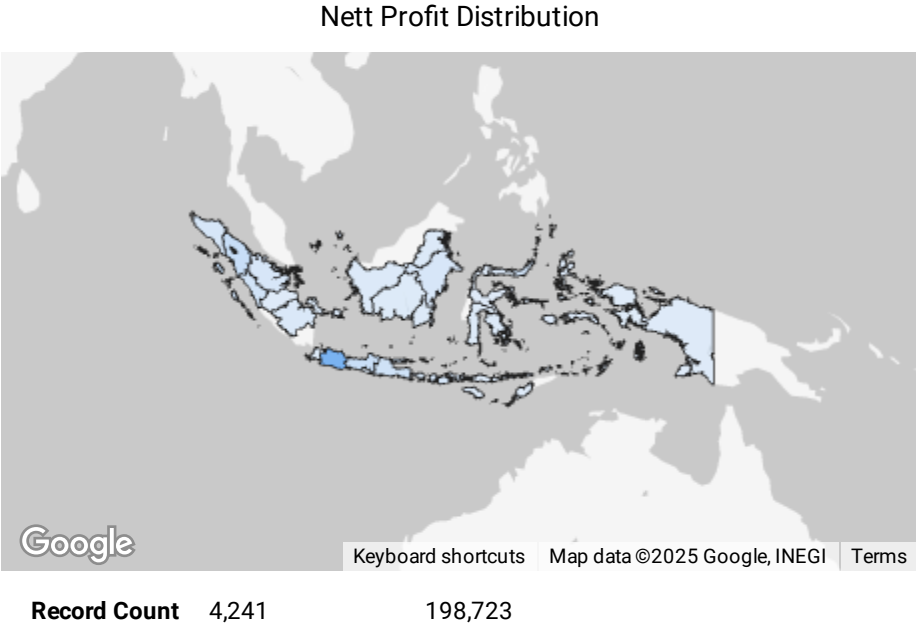 Nett Profit Distribution
Google
Keyboard shortcuts Map data ©2025 Google, INEGI Terms
Record Count 4,241 198,723